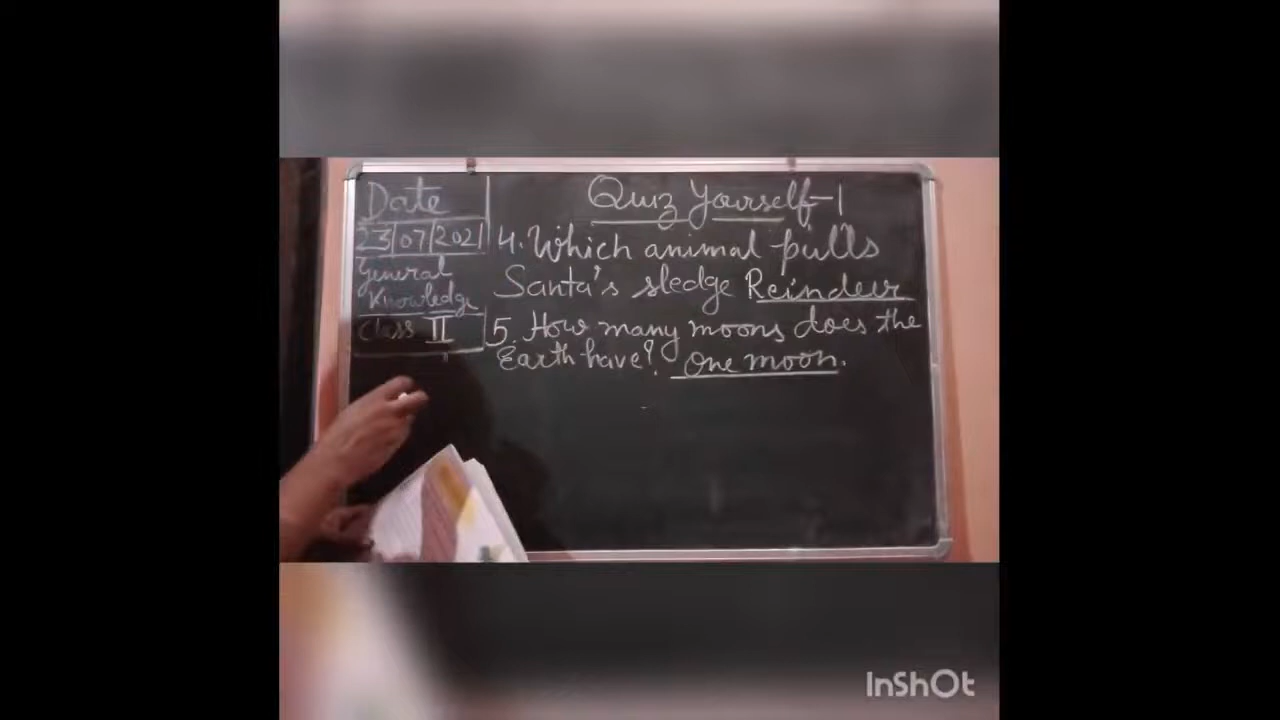 Date
23/07/2021
General
Knowledge
Class II
Quiz Yourself-1
4. Which animal pulls
Santa's sledge Reindeer
5. How many moons does the
Earth have? One moon.
InShOt